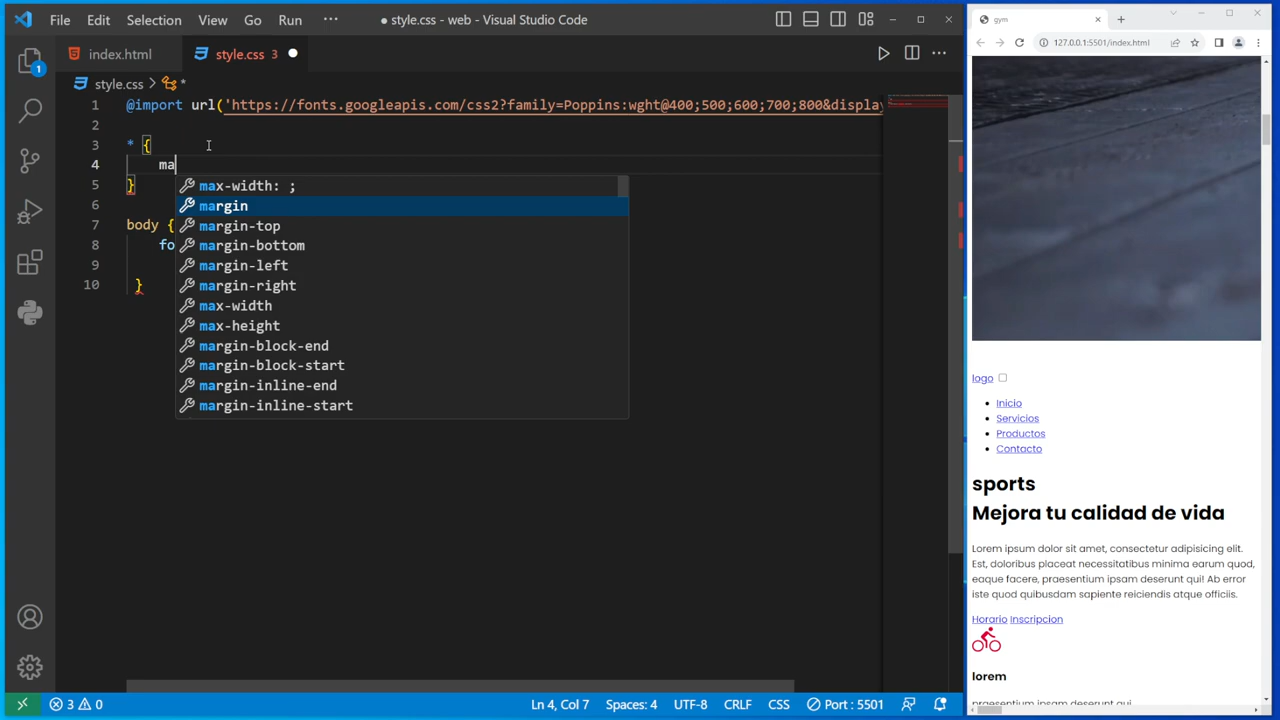 File Edit Selection View Go Run ··· ● style.css - web - Visual Studio Code
index.html style.css 3 ●
style.css > *
1 @import url('https://fonts.googleapis.com/css2?family=Poppins:wght@400;500;600;700;800&display
2
3 * {
4 ma
5 }
6
7 body {
8 fo
9
10 }
max-width: ;
margin
margin-top
margin-bottom
margin-left
margin-right
max-width
max-height
margin-block-end
margin-block-start
margin-inline-end
margin-inline-start
1
3 0 Ln 4, Col 7 Spaces: 4 UTF-8 CRLF CSS Port : 5501
gym
127.0.0.1:5501/index.html
logo
Inicio
Servicios
Productos
Contacto
sports
Mejora tu calidad de vida
Lorem ipsum dolor sit amet, consectetur adipisicing elit.
Est, doloribus placeat necessitatibus minima earum quod,
eaque facere, praesentium ipsam deserunt qui! Ab error
iste quod quibusdam sapiente reiciendis atque officiis.
Horario Inscripcion
lorem
praesentium ipsam deserunt qui